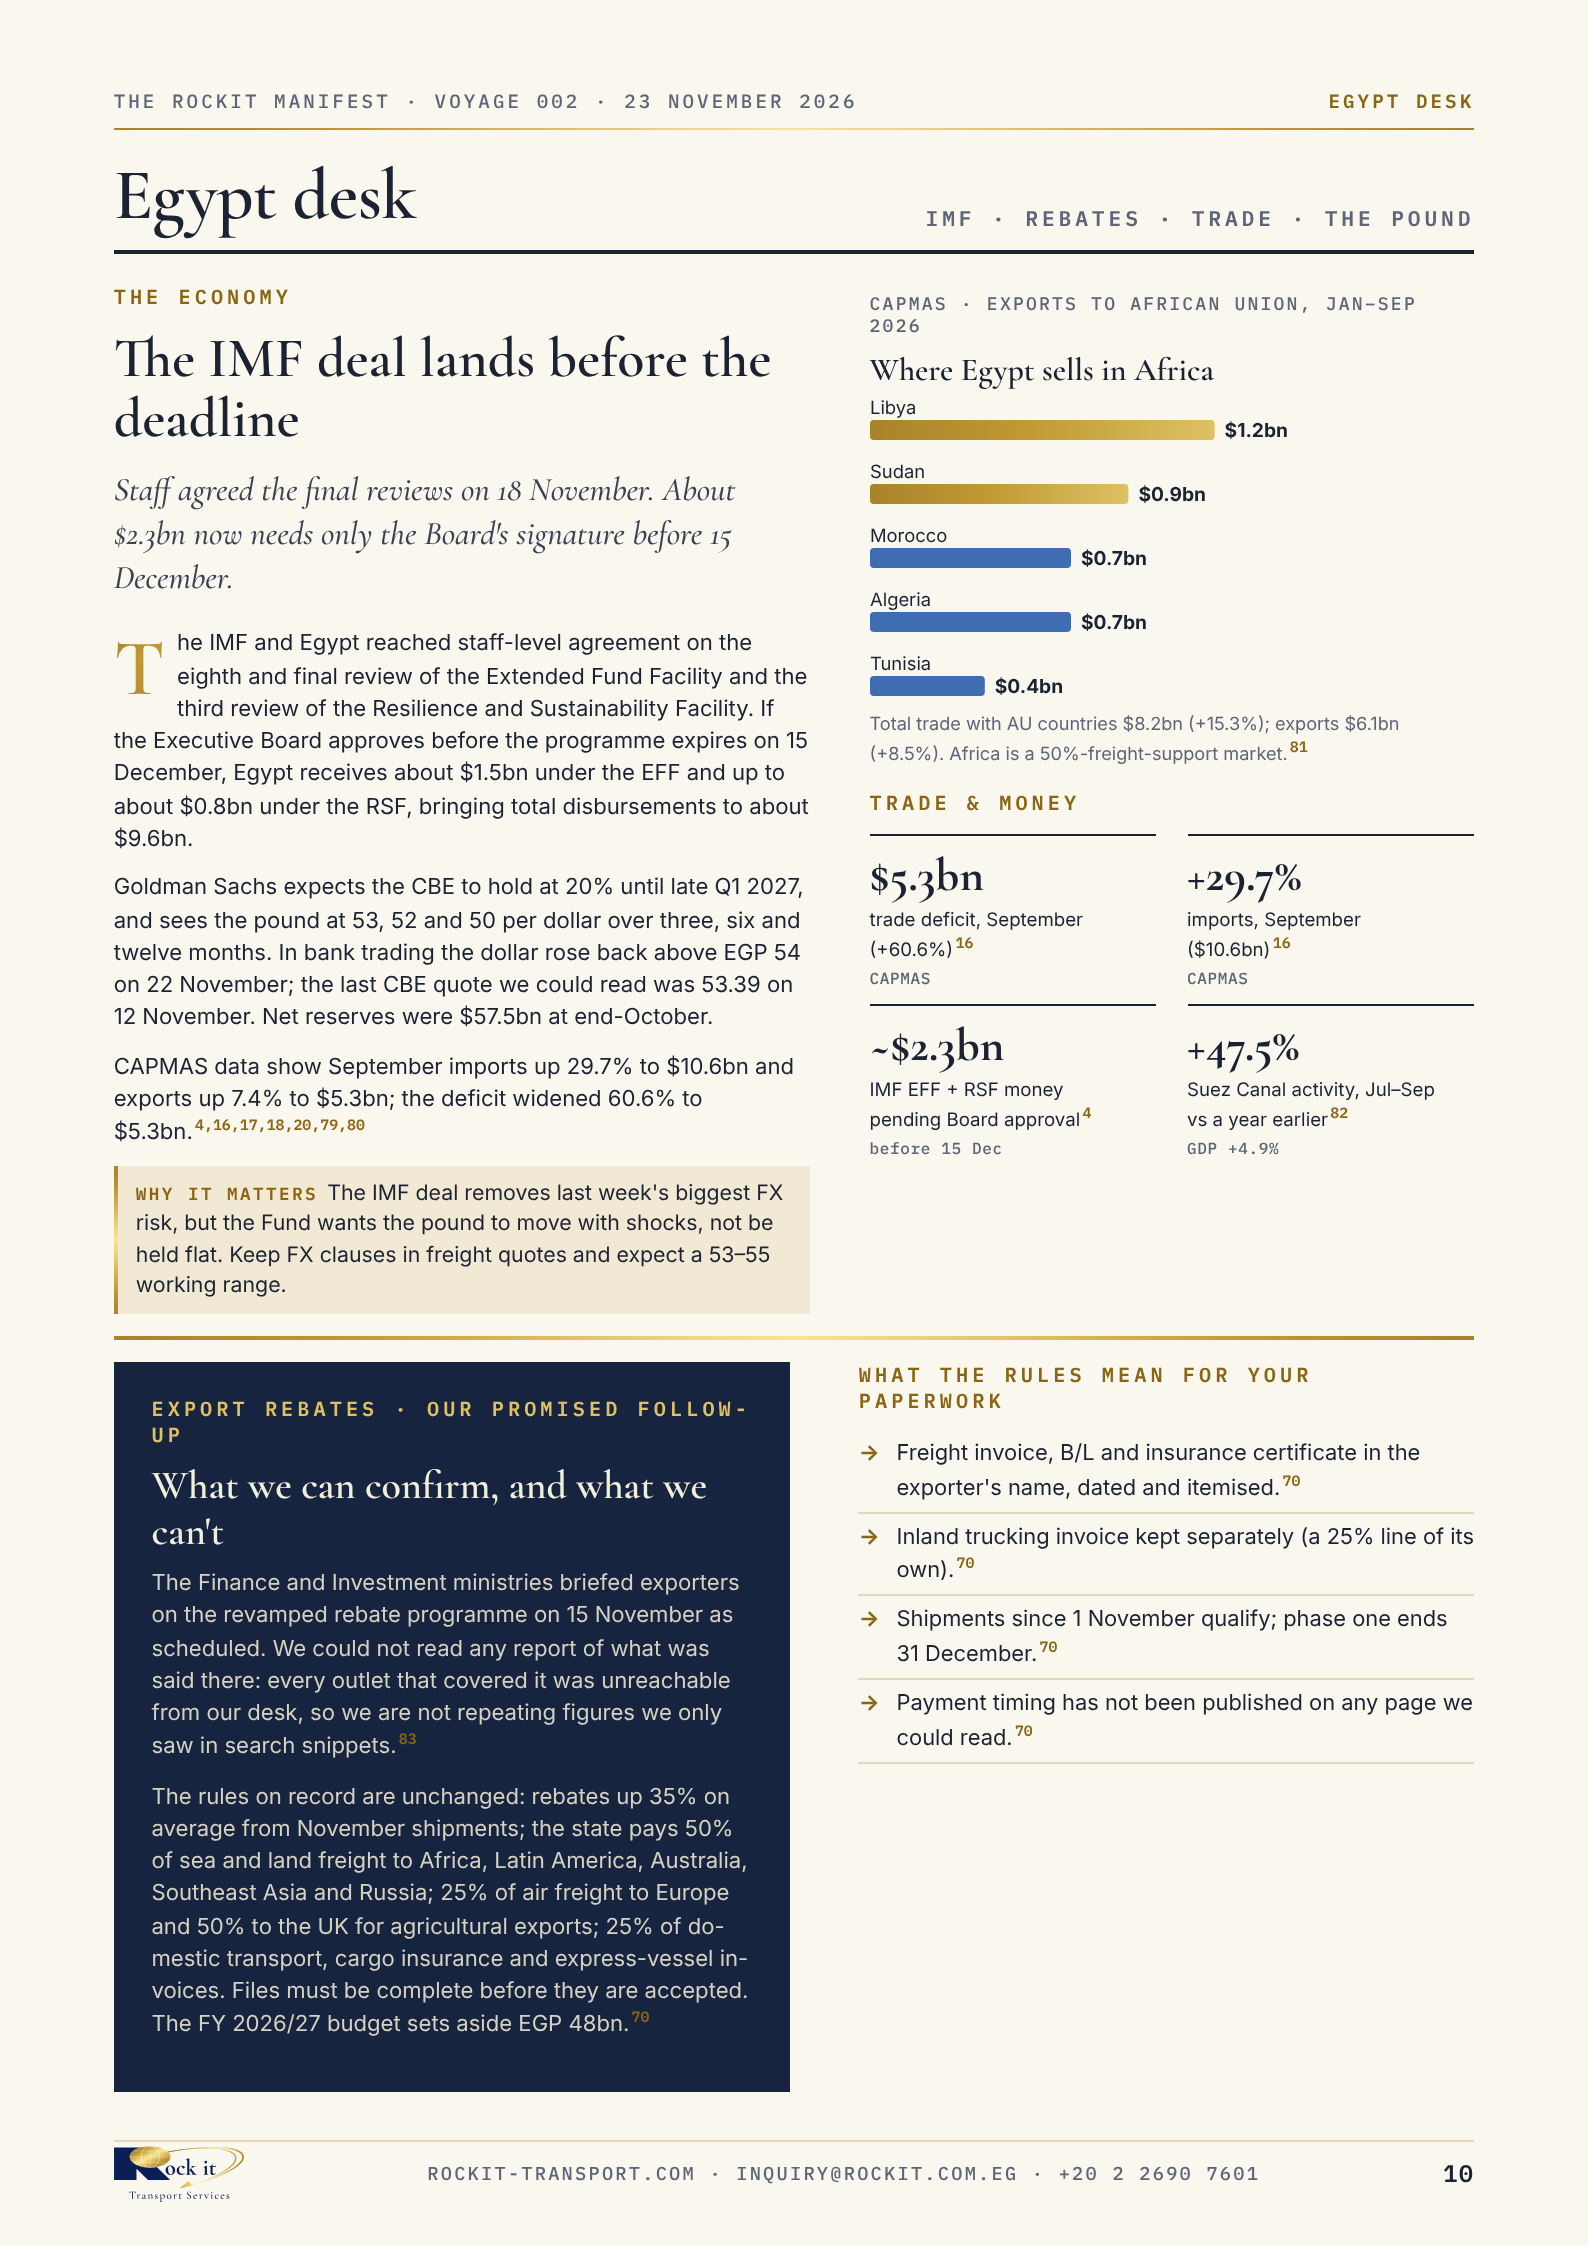 THE ROCKIT MANIFEST · VOYAGE 002 · 23 NOVEMBER 2026
EGYPT DESK
Egypt desk
IMF · REBATES · TRADE · THE POUND
THE ECONOMY
The IMF deal lands before the
deadline
Staff agreed the final reviews on 18 November. About
$2.3bn now needs only the Board's signature before 15
December.
The IMF and Egypt reached staff-level agreement on the
eighth and final review of the Extended Fund Facility and the
third review of the Resilience and Sustainability Facility. If
the Executive Board approves before the programme expires on 15
December, Egypt receives about $1.5bn under the EFF and up to
about $0.8bn under the RSF, bringing total disbursements to about
$9.6bn.
Goldman Sachs expects the CBE to hold at 20% until late Q1 2027,
and sees the pound at 53, 52 and 50 per dollar over three, six and
twelve months. In bank trading the dollar rose back above EGP 54
on 22 November; the last CBE quote we could read was 53.39 on
12 November. Net reserves were $57.5bn at end-October.
CAPMAS data show September imports up 29.7% to $10.6bn and
exports up 7.4% to $5.3bn; the deficit widened 60.6% to
$5.3bn. 4,16,17,18,20,79,80
WHY IT MATTERS The IMF deal removes last week's biggest FX
risk, but the Fund wants the pound to move with shocks, not be
held flat. Keep FX clauses in freight quotes and expect a 53–55
working range.
CAPMAS · EXPORTS TO AFRICAN UNION, JAN–SEP
2026
Where Egypt sells in Africa
Libya
$1.2bn
Sudan
$0.9bn
Morocco
$0.7bn
Algeria
$0.7bn
Tunisia
$0.4bn
Total trade with AU countries $8.2bn (+15.3%); exports $6.1bn
(+8.5%). Africa is a 50%-freight-support market. 81
TRADE & MONEY
$5.3bn
trade deficit, September
(+60.6%) 16
CAPMAS
+29.7%
imports, September
($10.6bn) 16
CAPMAS
~$2.3bn
IMF EFF + RSF money
pending Board approval 4
before 15 Dec
+47.5%
Suez Canal activity, Jul–Sep
vs a year earlier 82
GDP +4.9%
EXPORT REBATES · OUR PROMISED FOLLOW-
UP
What we can confirm, and what we
can't
The Finance and Investment ministries briefed exporters
on the revamped rebate programme on 15 November as
scheduled. We could not read any report of what was
said there: every outlet that covered it was unreachable
from our desk, so we are not repeating figures we only
saw in search snippets. 83
The rules on record are unchanged: rebates up 35% on
average from November shipments; the state pays 50%
of sea and land freight to Africa, Latin America, Australia,
Southeast Asia and Russia; 25% of air freight to Europe
and 50% to the UK for agricultural exports; 25% of do-
mestic transport, cargo insurance and express-vessel in-
voices. Files must be complete before they are accepted.
The FY 2026/27 budget sets aside EGP 48bn. 70
WHAT THE RULES MEAN FOR YOUR
PAPERWORK
→ Freight invoice, B/L and insurance certificate in the
exporter's name, dated and itemised. 70
→ Inland trucking invoice kept separately (a 25% line of its
own). 70
→ Shipments since 1 November qualify; phase one ends
31 December. 70
→ Payment timing has not been published on any page we
could read. 70
Rock it
Transport Services
ROCKIT-TRANSPORT.COM · INQUIRY@ROCKIT.COM.EG · +20 2 2690 7601
10